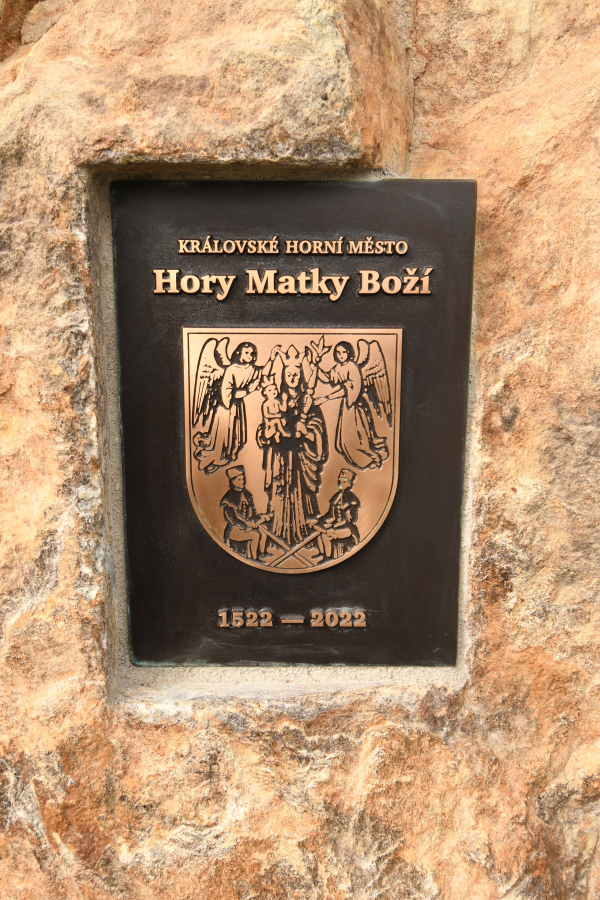 KRÁLOVSKÉ HORNÍ MĚSTO
Hory Matky Boží
1522 — 2022